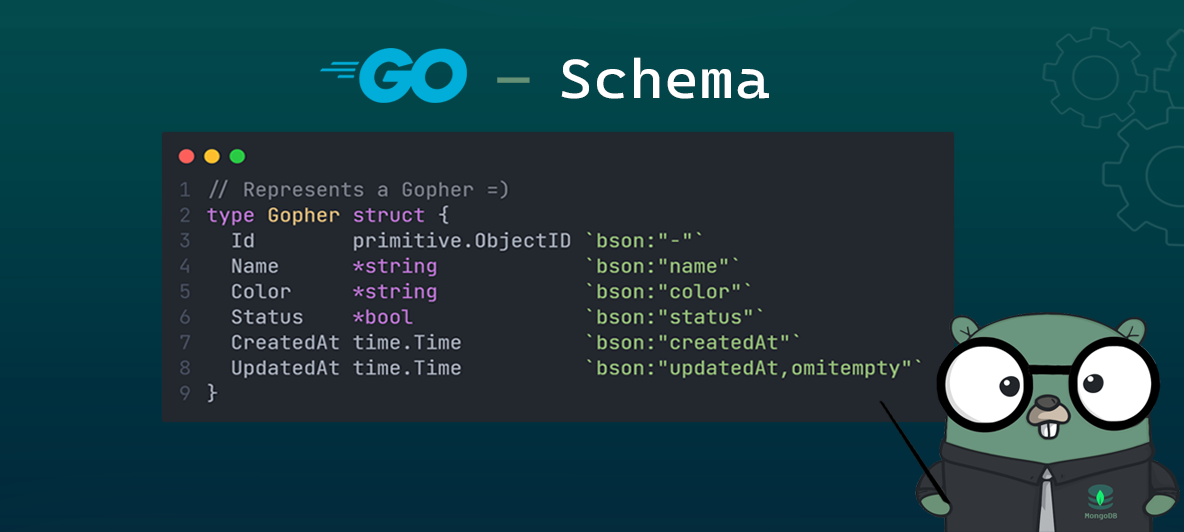 GO – Schema
1 // Represents a Gopher =)
2 type Gopher struct {
3   Id        primitive.ObjectID `bson:"-"`
4   Name      *string            `bson:"name"`
5   Color     *string            `bson:"color"`
6   Status    *bool              `bson:"status"`
7   CreatedAt time.Time          `bson:"createdAt"`
8   UpdatedAt time.Time          `bson:"updatedAt,omitempty"`
9 }
MongoDB